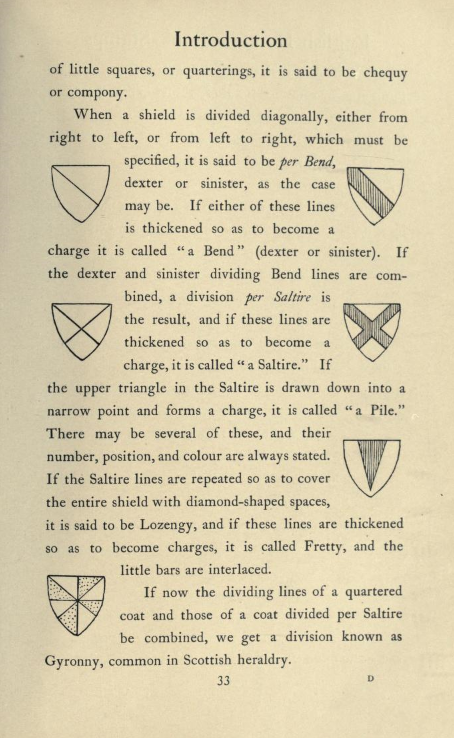 Introduction
of little squares, or quarterings, it is said to be chequy
or compony.
When a shield is divided diagonally, either from
right to left, or from left to right, which must be
specified, it is said to be per Bend,
dexter or sinister, as the case
may be. If either of these lines
is thickened so as to become a
charge it is called “a Bend” (dexter or sinister). If
the dexter and sinister dividing Bend lines are com-
bined, a division per Saltire is
the result, and if these lines are
thickened so as to become a
charge, it is called “a Saltire.” If
the upper triangle in the Saltire is drawn down into a
narrow point and forms a charge, it is called “a Pile.”
There may be several of these, and their
number, position, and colour are always stated.
If the Saltire lines are repeated so as to cover
the entire shield with diamond-shaped spaces,
it is said to be Lozengy, and if these lines are thickened
so as to become charges, it is called Fretty, and the
little bars are interlaced.
If now the dividing lines of a quartered
coat and those of a coat divided per Saltire
be combined, we get a division known as
Gyronny, common in Scottish heraldry.
33 D